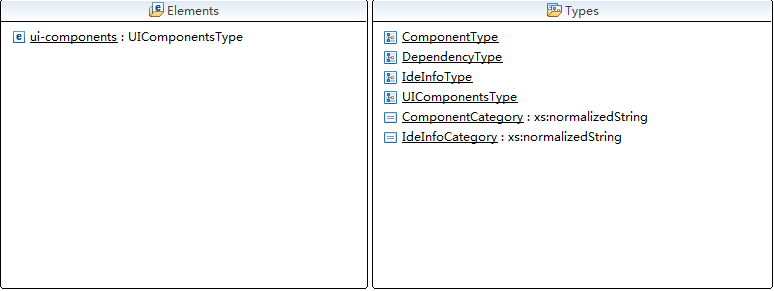 Elements
ui-components : UIComponentsType
Types
ComponentType
DependencyType
IdeInfoType
UIComponentsType
ComponentCategory : xs:normalizedString
IdeInfoCategory : xs:normalizedString